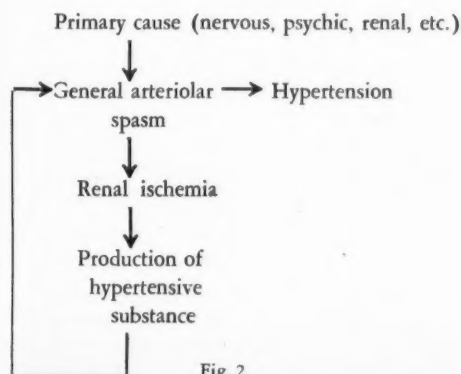 Primary cause (nervous, psychic, renal, etc.)
General arteriolar → Hypertension
spasm
Renal ischemia
Production of
hypertensive
substance
Fig. 2